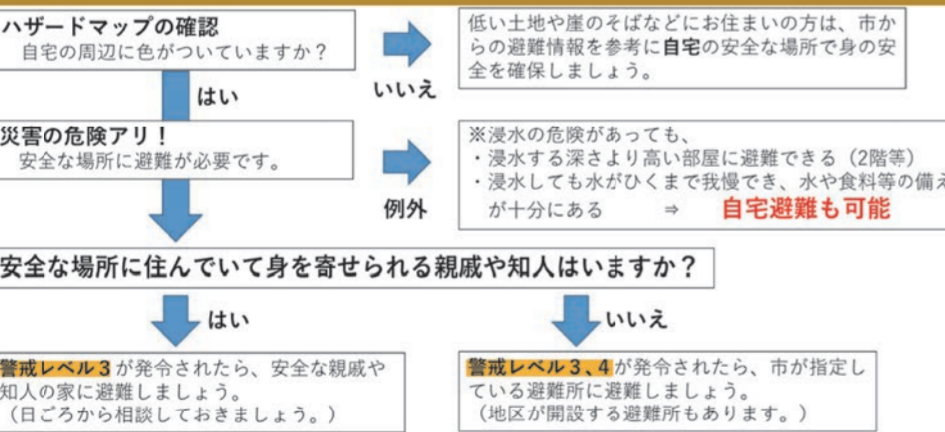 ハザードマップの確認
自宅の周辺に色がついていますか？
いいえ
低い土地や崖のそばなどにお住まいの方は、市か
らの避難情報を参考に自宅の安全な場所で身の安
全を確保しましょう。
はい
災害の危険アリ！
安全な場所に避難が必要です。
例外
※浸水の危険があっても、
・浸水する深さより高い部屋に避難できる（2階等）
・浸水しても水がひくまで我慢でき、水や食料等の備え
が十分にある　⇒　自宅避難も可能
安全な場所に住んでいて身を寄せられる親戚や知人はいますか？
はい
いいえ
警戒レベル３が発令されたら、安全な親戚や
知人の家に避難しましょう。
（日ごろから相談しておきましょう。）
警戒レベル３、４が発令されたら、市が指定し
ている避難所に避難しましょう。
（地区が開設する避難所もあります。）